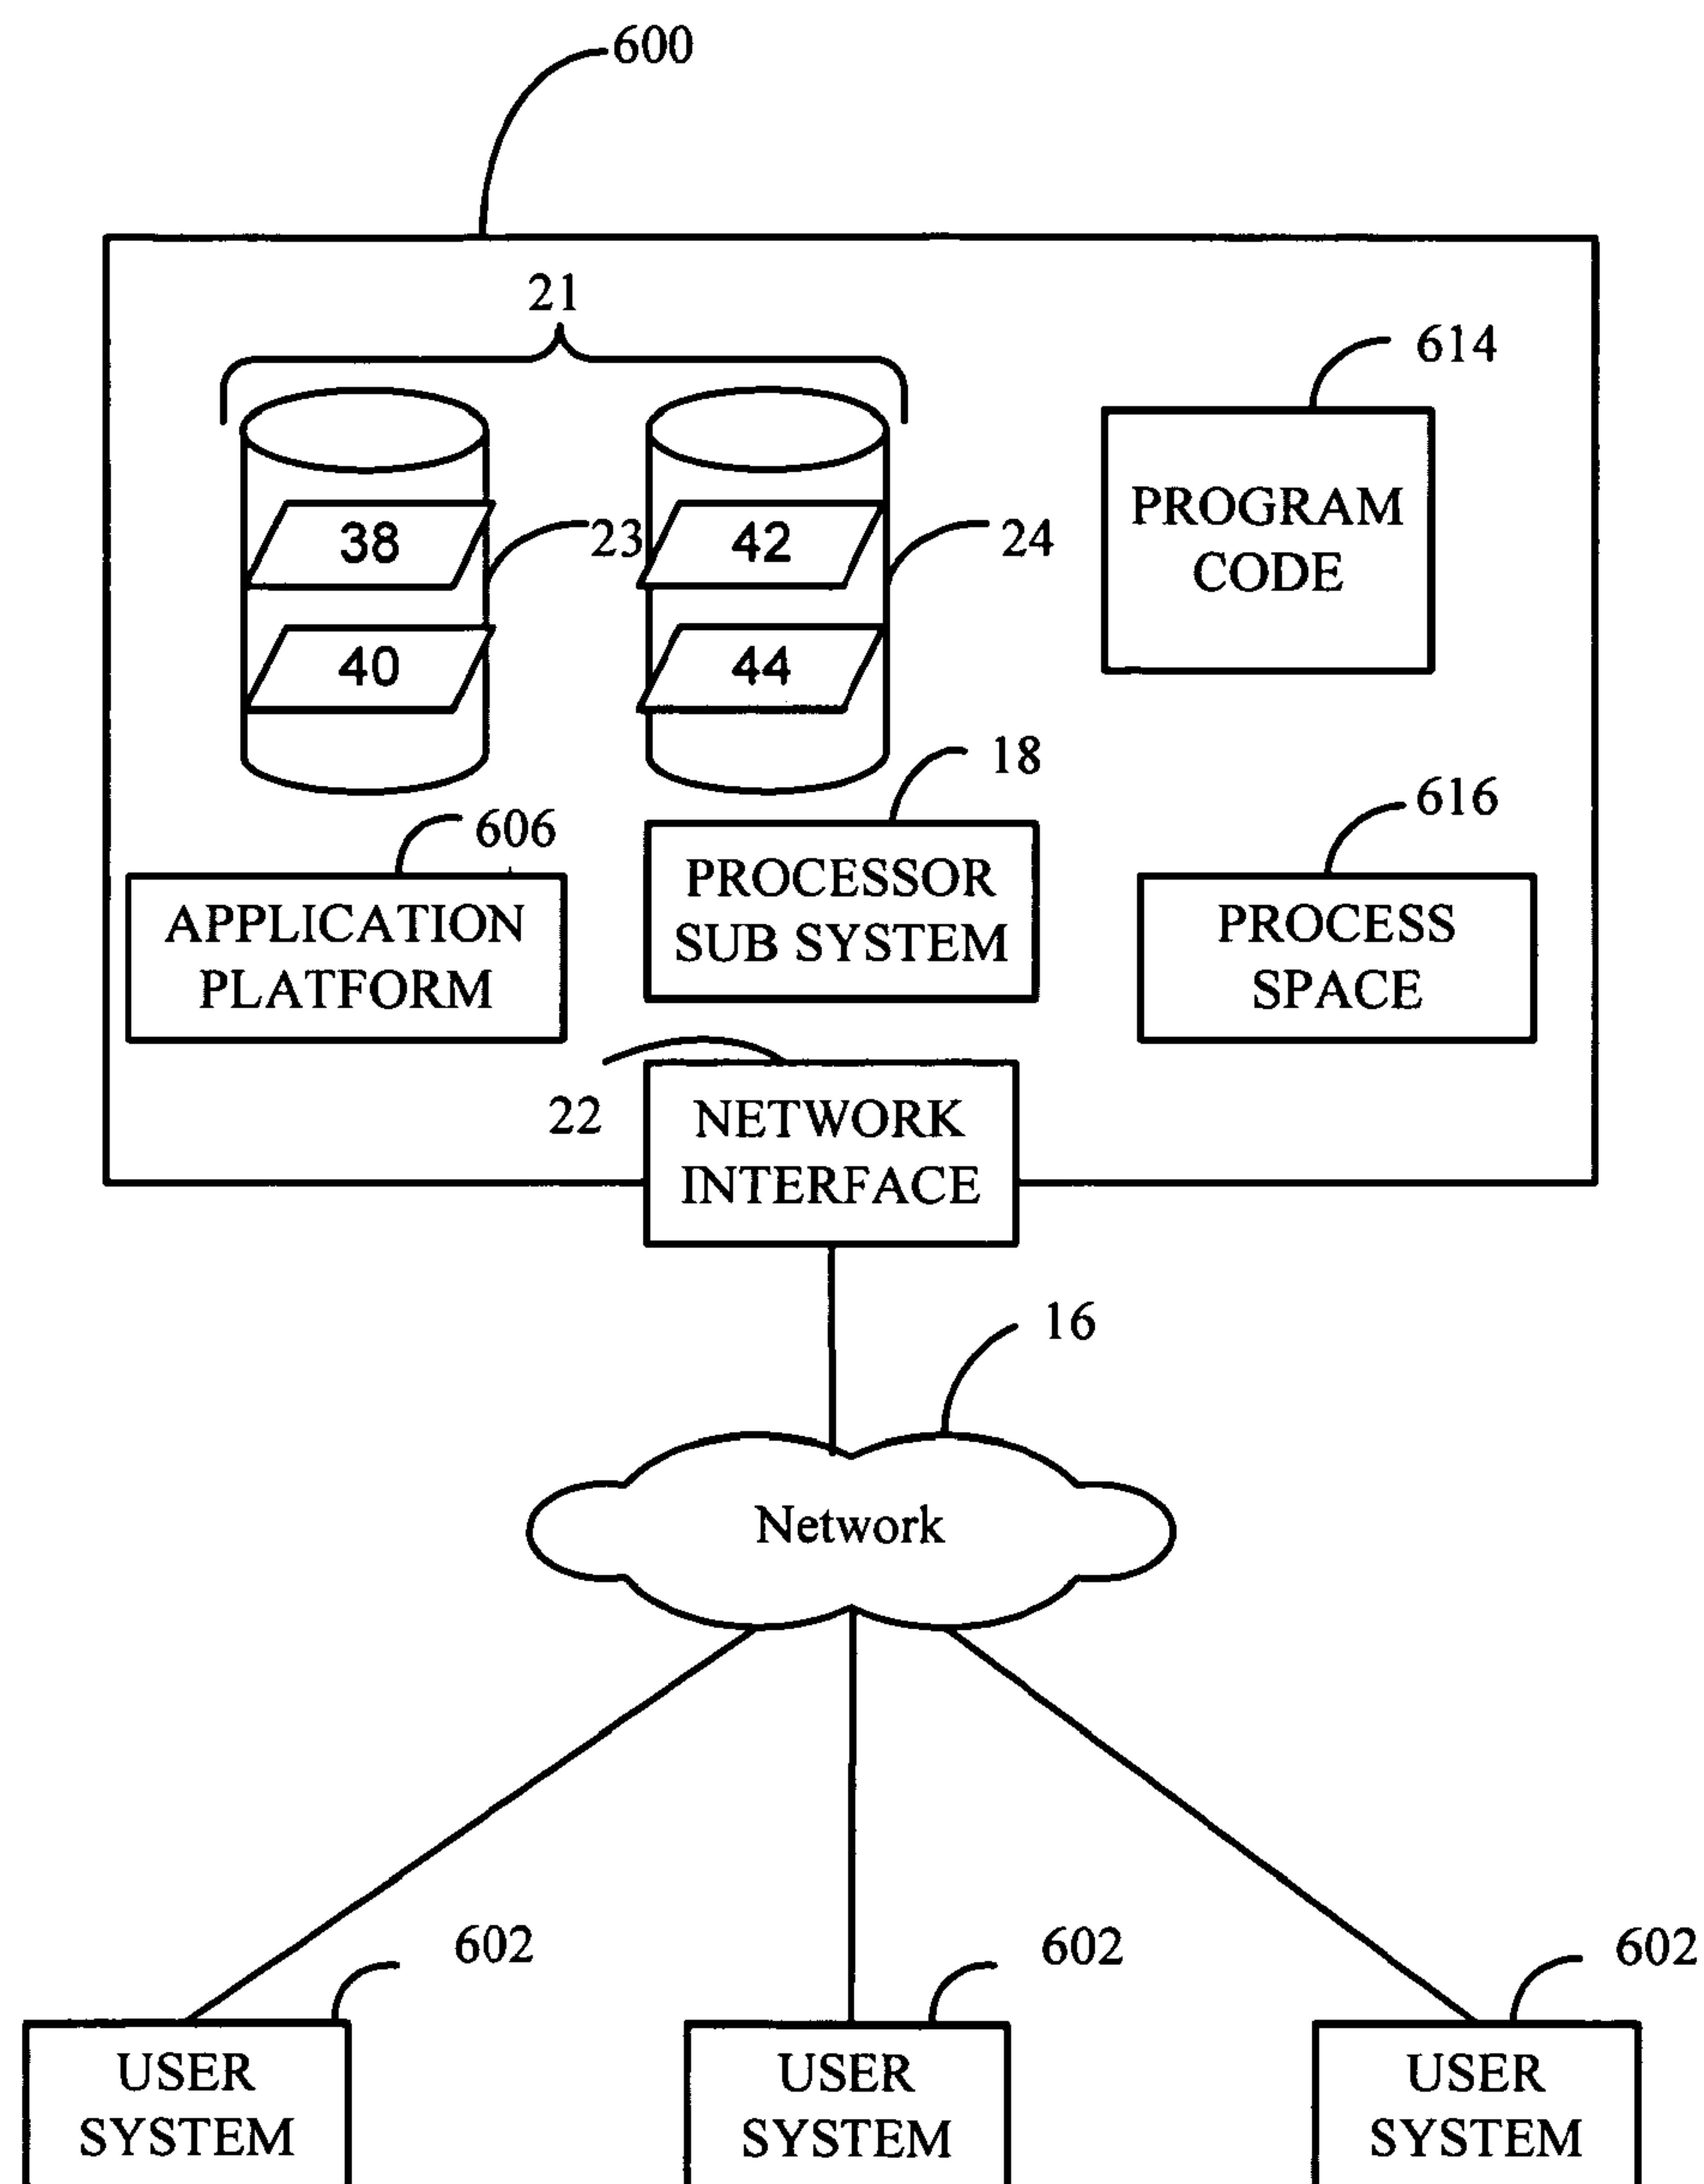 600
21
614
38
23
42
24
PROGRAM
CODE
40
44
18
616
606
PROCESSOR
SUB SYSTEM
APPLICATION
PLATFORM
PROCESS
SPACE
22
NETWORK
INTERFACE
16
Network
602
602
602
USER
SYSTEM
USER
SYSTEM
USER
SYSTEM